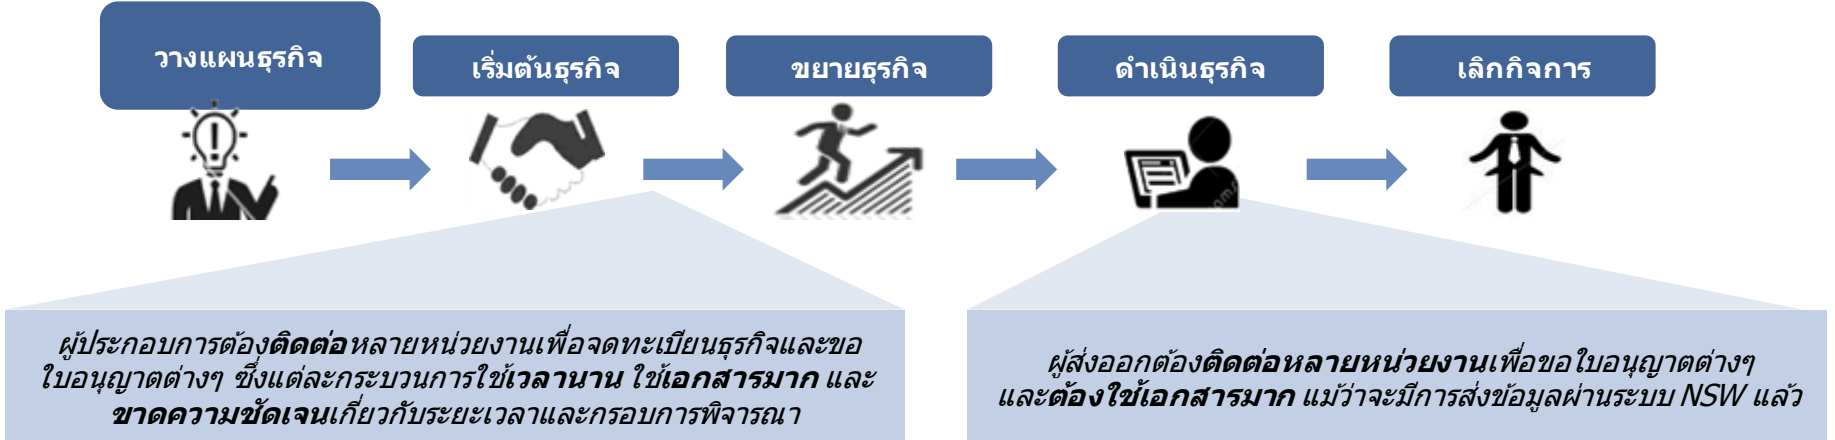 วางแผนธุรกิจ
เริ่มต้นธุรกิจ
ขยายธุรกิจ
ดำเนินธุรกิจ
เลิกกิจการ
ผู้ประกอบการต้องติดต่อหลายหน่วยงานเพื่อจดทะเบียนธุรกิจและขอ
ใบอนุญาตต่างๆ ซึ่งแต่ละกระบวนการใช้เวลานาน ใช้เอกสารมาก และ
ขาดความชัดเจนเกี่ยวกับระยะเวลาและกรอบการพิจารณา
ผู้ส่งออกต้องติดต่อหลายหน่วยงานเพื่อขอใบอนุญาตต่างๆ
และต้องใช้เอกสารมาก แม้ว่าจะมีการส่งข้อมูลผ่านระบบ NSW แล้ว